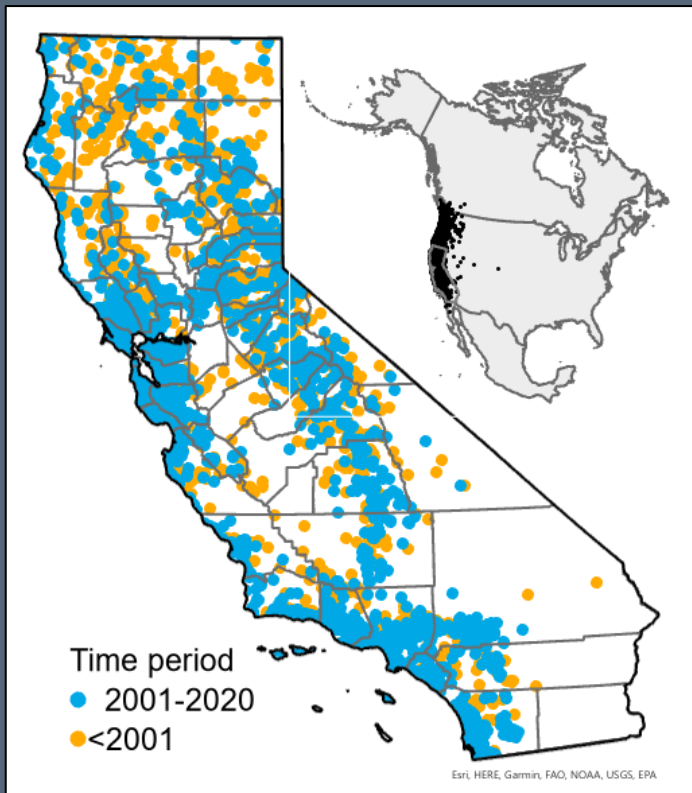 Time period
2001-2020
<2001
Esri, HERE, Garmin, FAO, NOAA, USGS, EPA